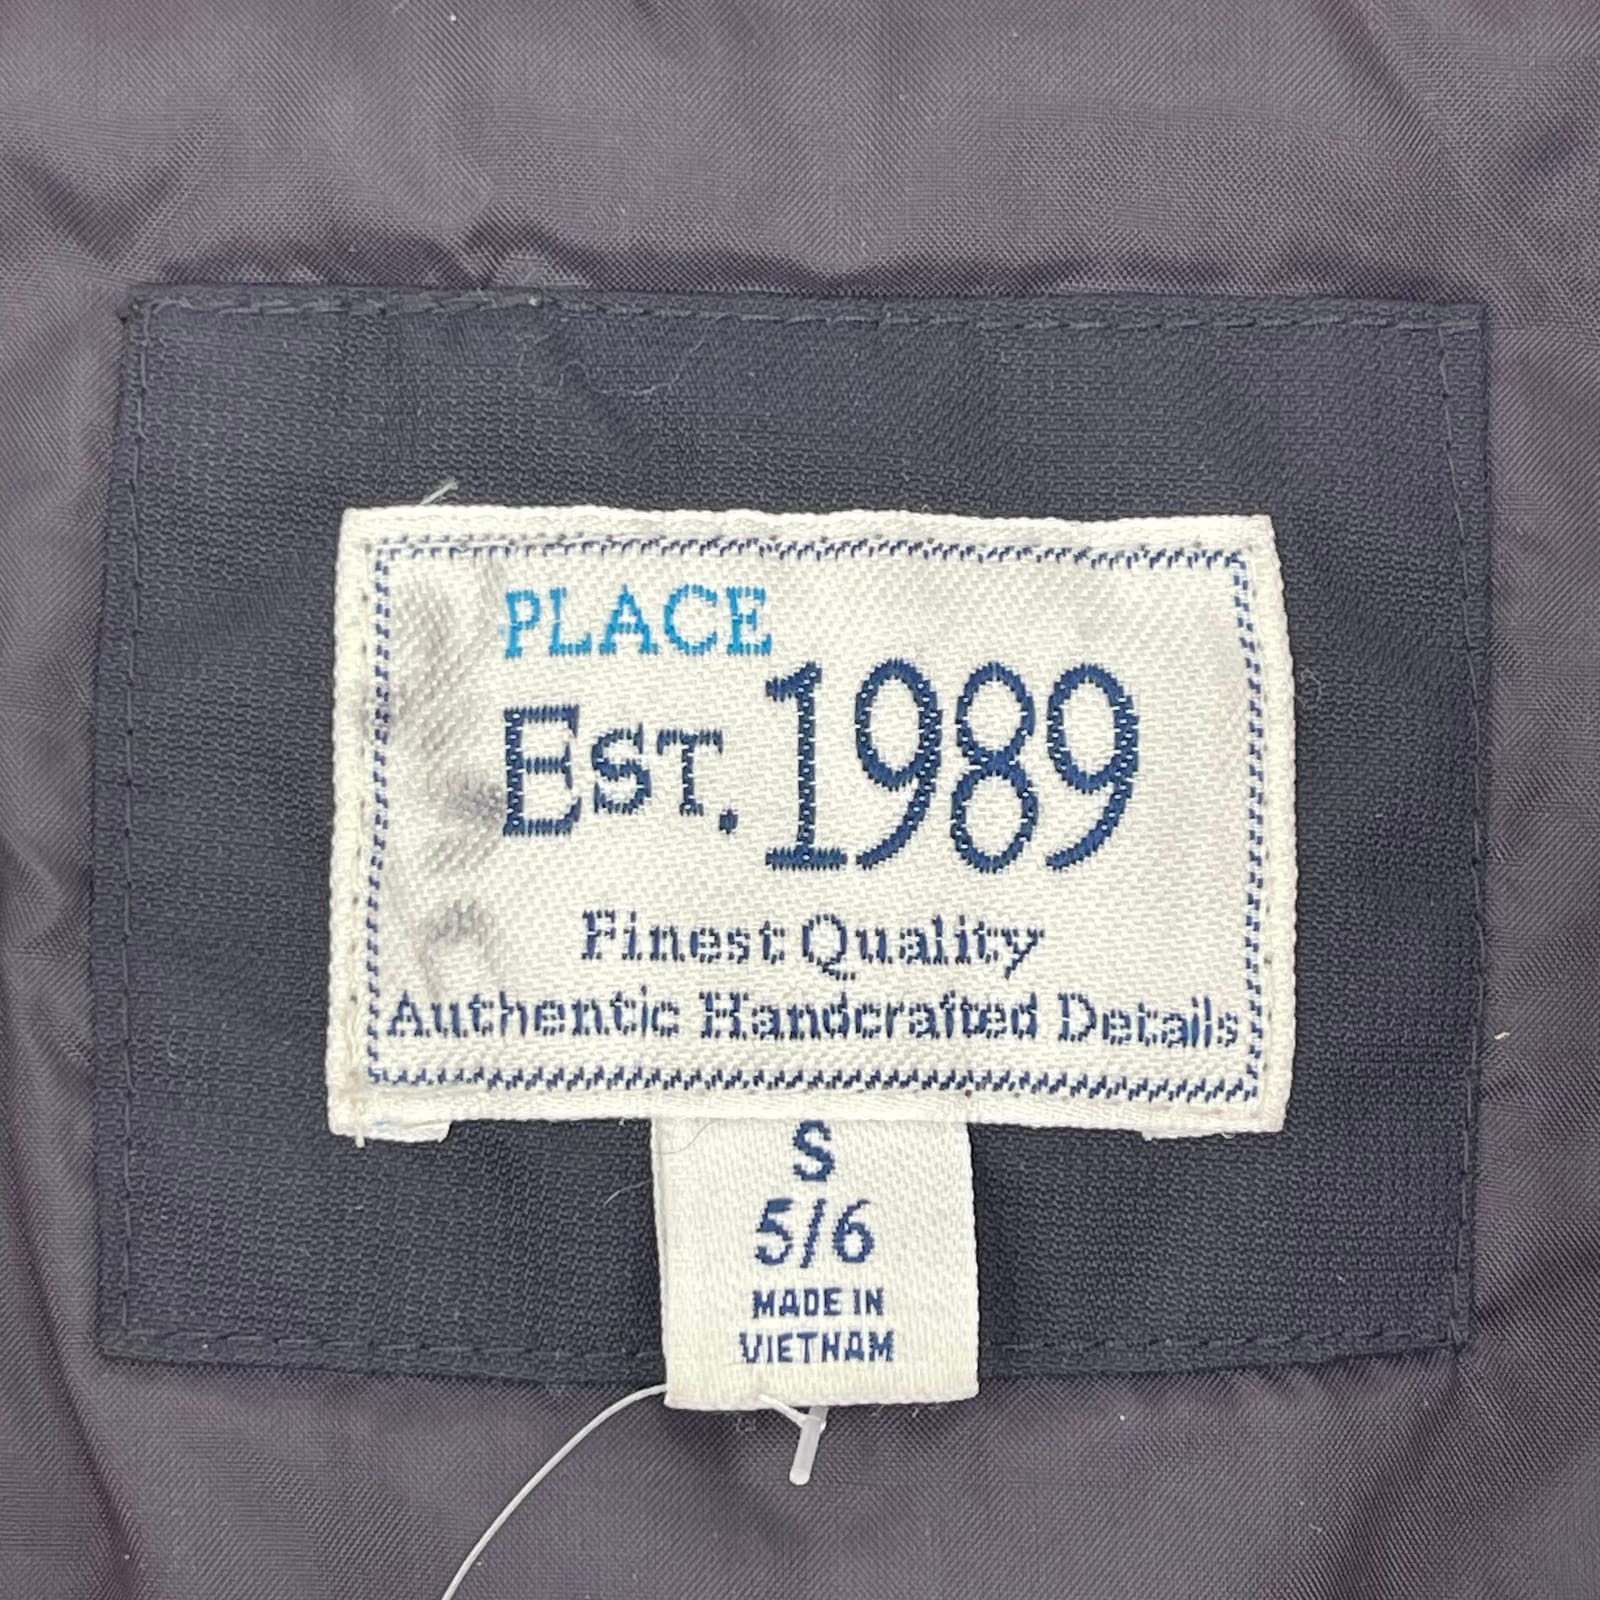 PLACE
EST. 1989
Finest Quality
Authentic Handcrafted Details
S
5/6
MADE IN
VIETNAM